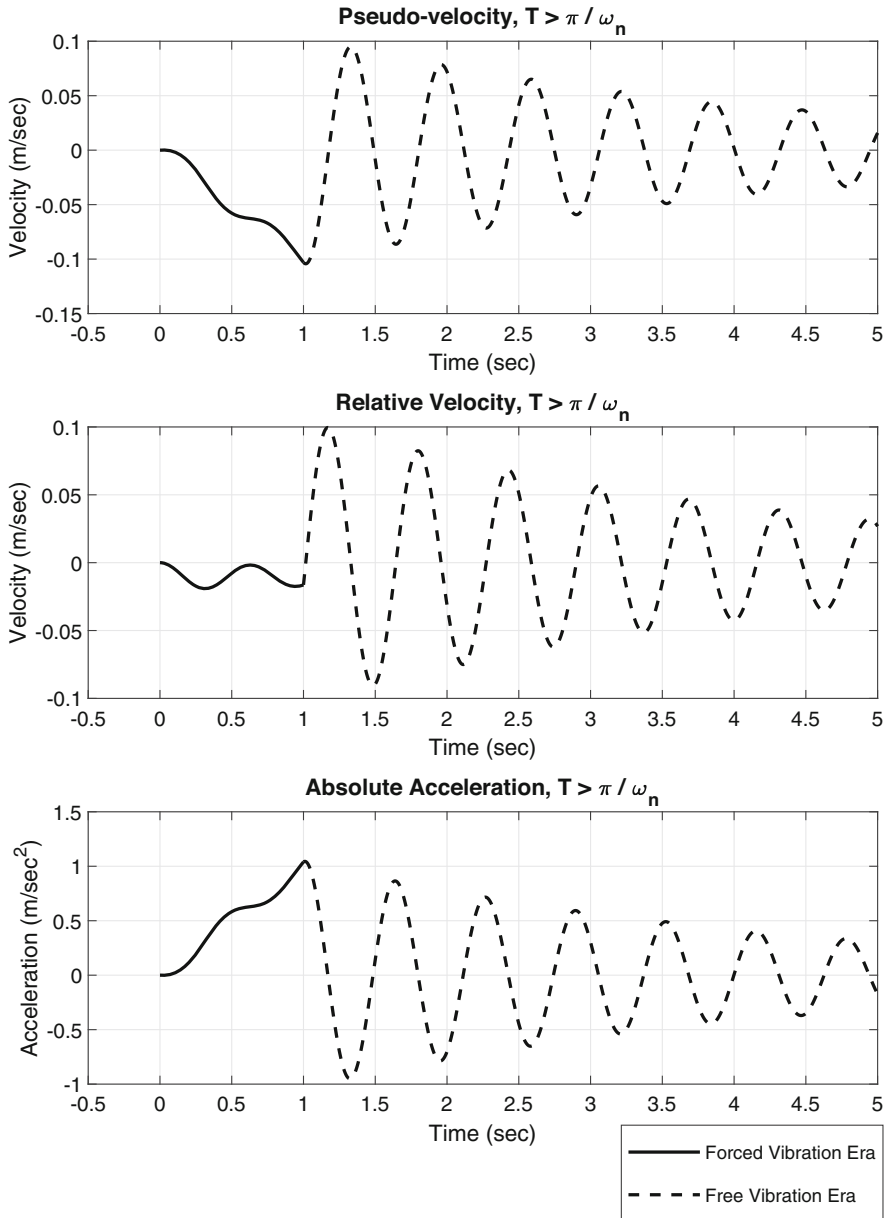 Pseudo-velocity, T > π / ωn
Velocity (m/sec)
0.1
0.05
0
-0.05
-0.1
-0.15
-0.5 0 0.5 1 1.5 2 2.5 3 3.5 4 4.5 5
Time (sec)
Relative Velocity, T > π / ωn
Velocity (m/sec)
0.1
0.05
0
-0.05
-0.1
-0.5 0 0.5 1 1.5 2 2.5 3 3.5 4 4.5 5
Time (sec)
Absolute Acceleration, T > π / ωn
Acceleration (m/sec²)
1.5
1
0.5
0
-0.5
-1
-0.5 0 0.5 1 1.5 2 2.5 3 3.5 4 4.5 5
Time (sec)
Forced Vibration Era
Free Vibration Era